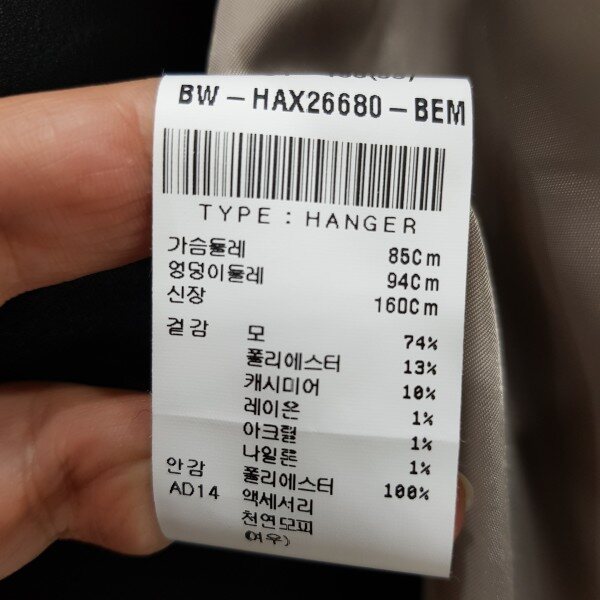 BW - HAX26680 - BEM
TYPE : HANGER
가슴둘레 85Cm
엉덩이둘레 94Cm
신장 160Cm
겉감 모 74%
폴리에스터 13%
캐시미어 10%
레이온 1%
아크릴 1%
나일론 1%
안감 폴리에스터 100%
AD14 액세서리
천연모피
(여우)